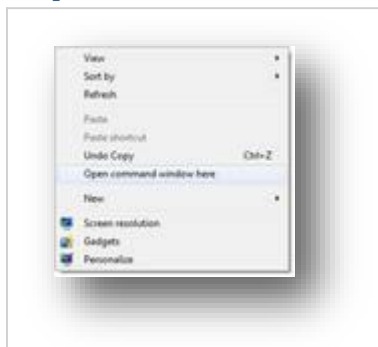 View
Sort by
Refresh
Paste
Paste shortcut
Undo Copy Ctrl+Z
Open command window here
New
Screen resolution
Gadgets
Personalize